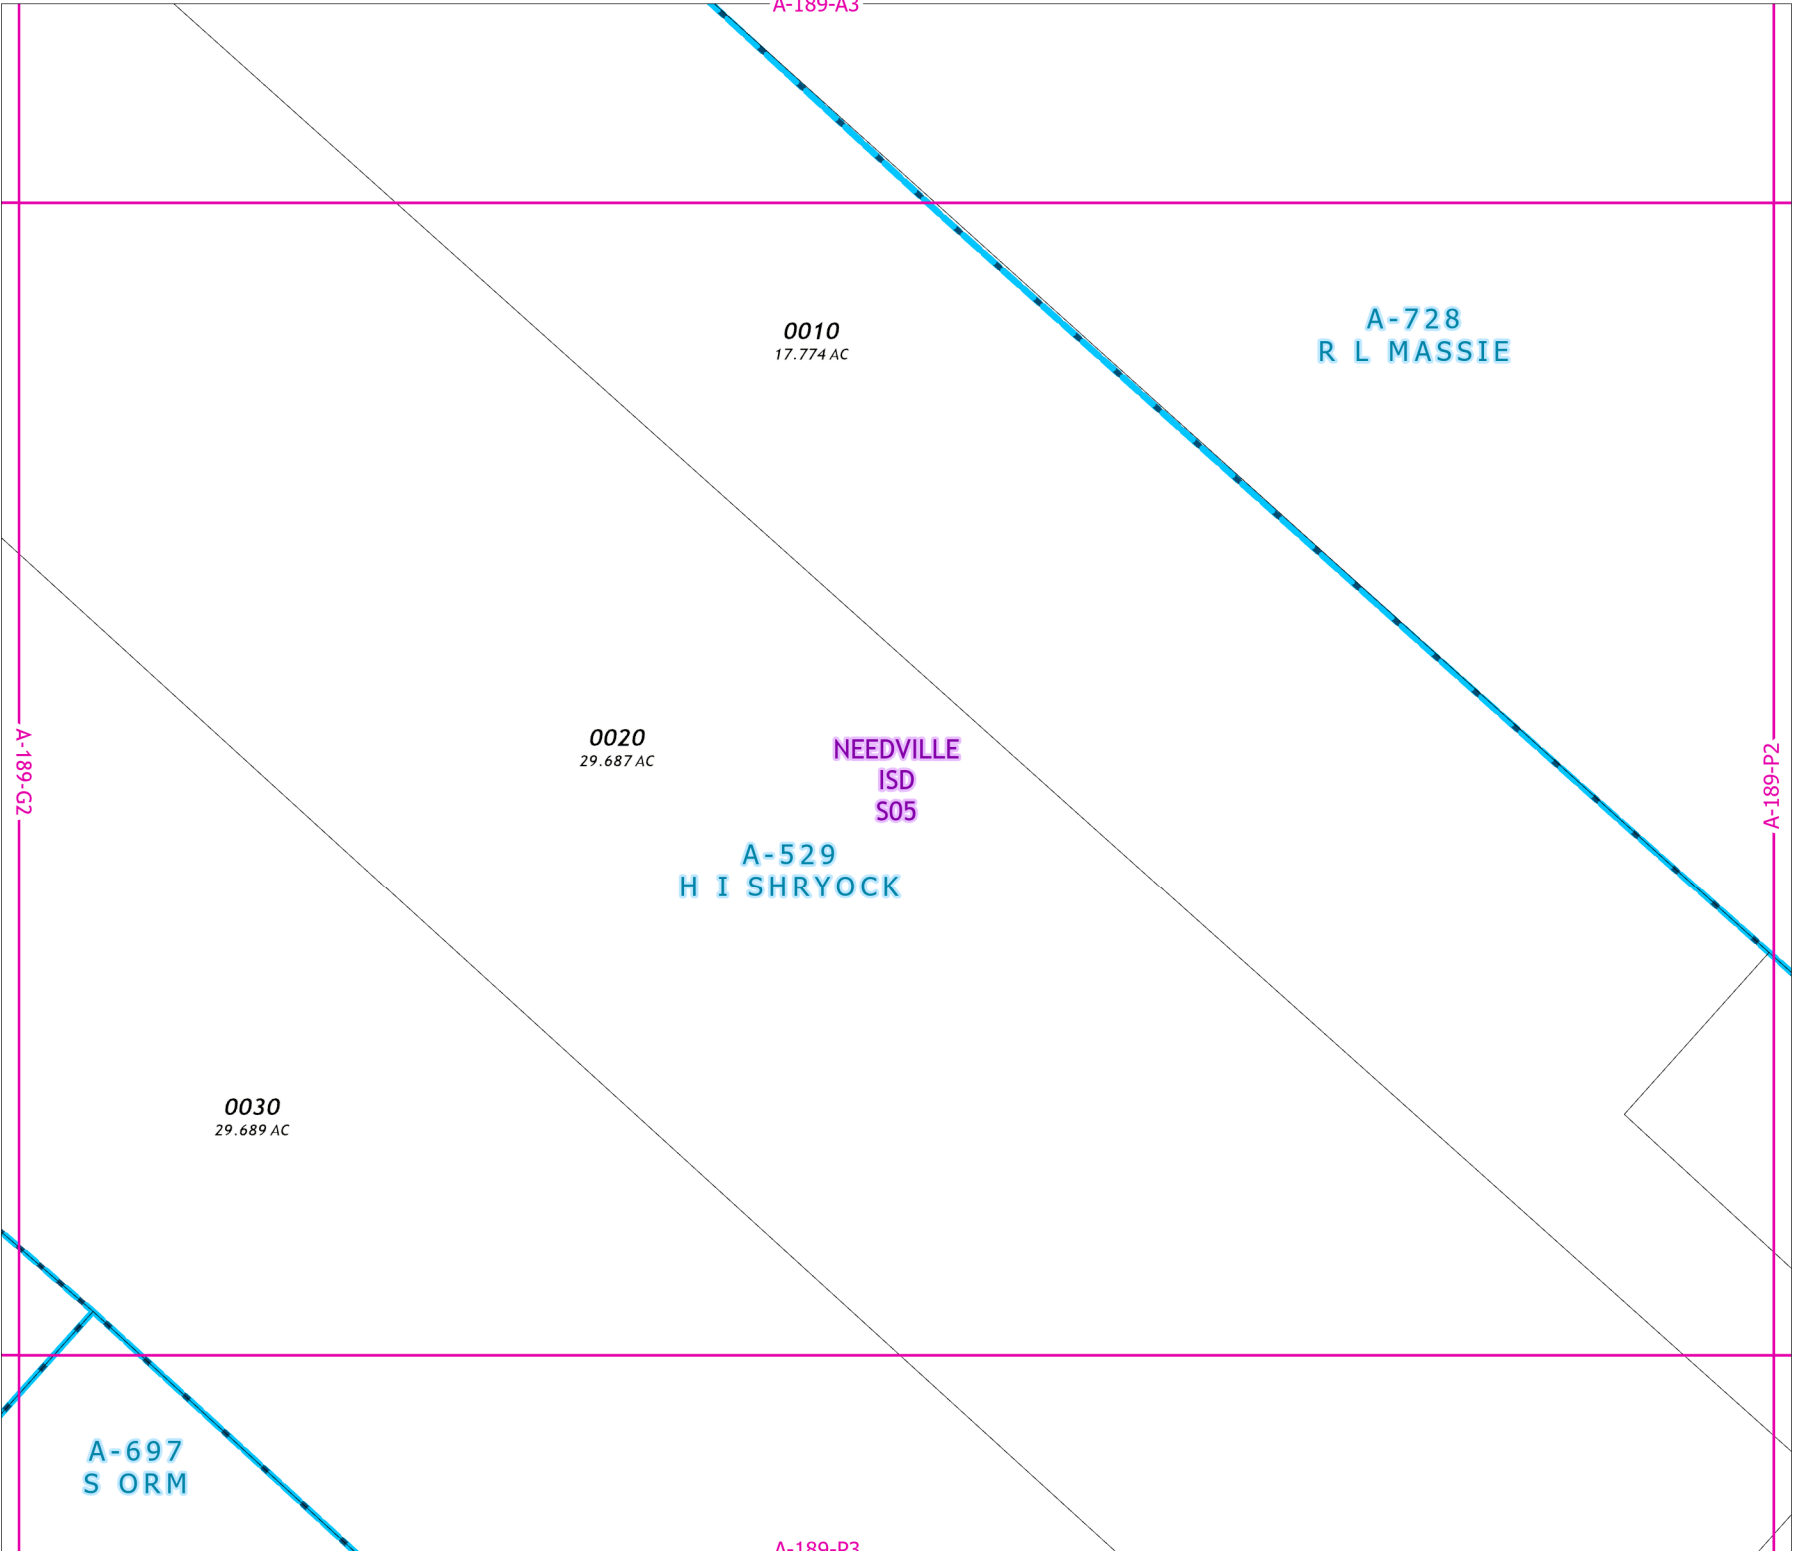 A-189-A3
A-728
R L MASSIE
0010
17.774 AC
0020
29.687 AC
NEEDVILLE
ISD
S05
A-189-G2
A-189-P2
A-529
H I SHRYOCK
0030
29.689 AC
A-697
S ORM
A-189-P3